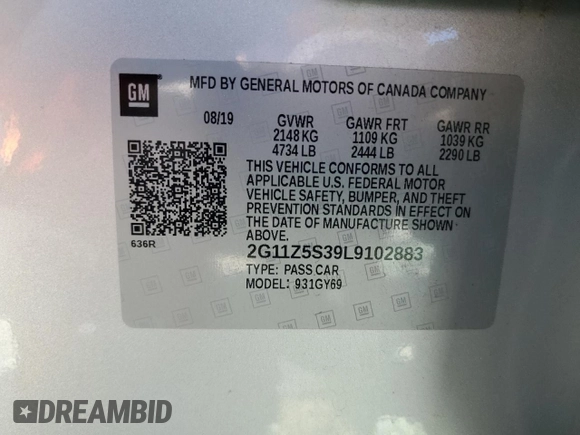 GM
MFD BY GENERAL MOTORS OF CANADA COMPANY
08/19 GVWR GAWR FRT GAWR RR
2148 KG 1109 KG 1039 KG
4734 LB 2444 LB 2290 LB
THIS VEHICLE CONFORMS TO ALL
APPLICABLE U.S. FEDERAL MOTOR
VEHICLE SAFETY, BUMPER, AND THEFT
PREVENTION STANDARDS IN EFFECT ON
THE DATE OF MANUFACTURE SHOWN
ABOVE.
636R
2G11Z5S39L9102883
TYPE: PASS CAR
MODEL: 931GY69
DREAMBID